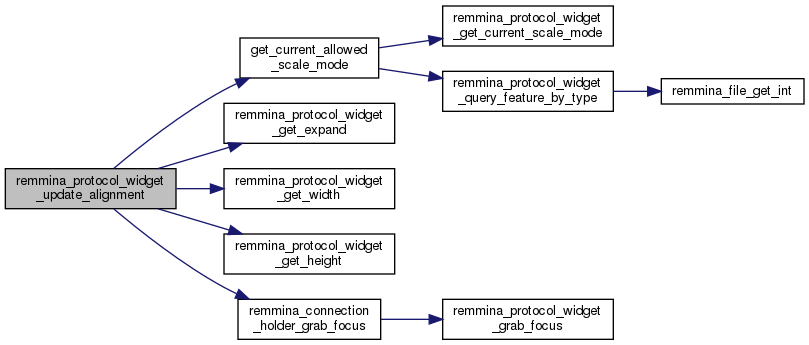 remmina_protocol_widget
_update_alignment
get_current_allowed
_scale_mode
remmina_protocol_widget
_get_current_scale_mode
remmina_protocol_widget
_query_feature_by_type
remmina_file_get_int
remmina_protocol_widget
_get_expand
remmina_protocol_widget
_get_width
remmina_protocol_widget
_get_height
remmina_connection
_holder_grab_focus
remmina_protocol_widget
_grab_focus